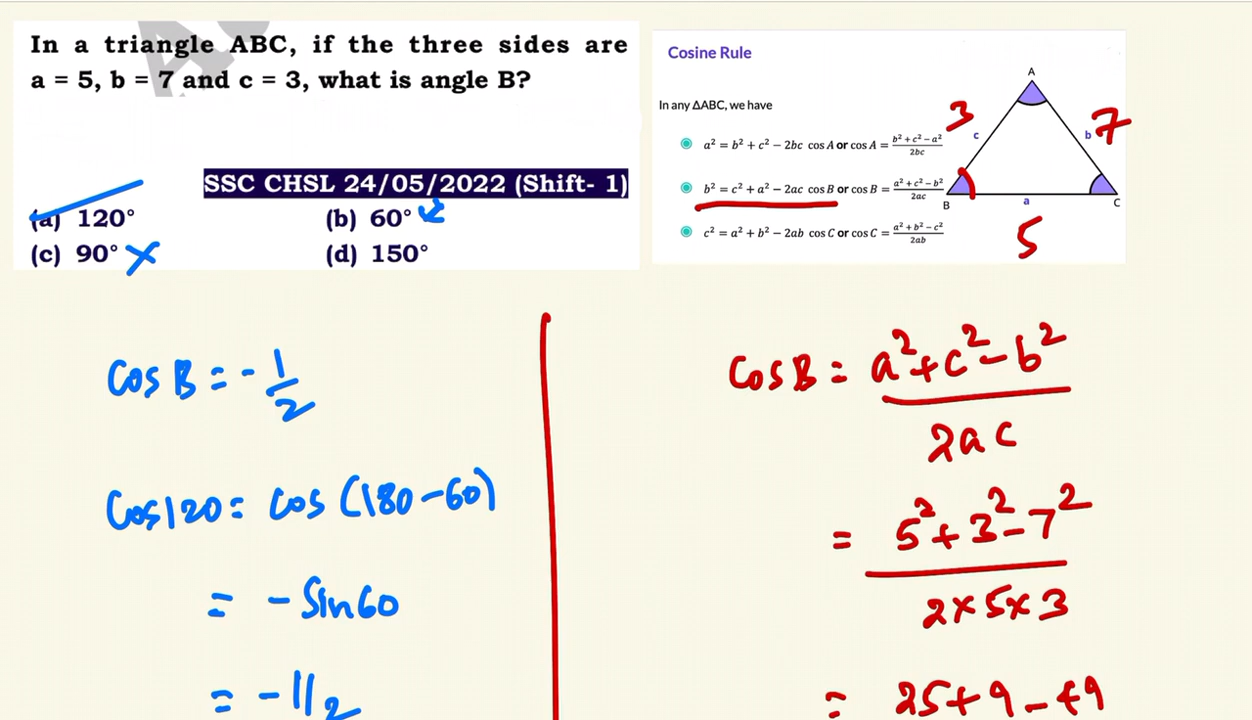 In a triangle ABC, if the three sides are
a = 5, b = 7 and c = 3, what is angle B?
SSC CHSL 24/05/2022 (Shift- 1)
(a) 120° (b) 60°
(c) 90° (d) 150°
Cosine Rule
In any ΔABC, we have
a² = b² + c² − 2bc cos A or cos A = b² + c² − a² / 2bc
b² = c² + a² − 2ac cos B or cos B = a² + c² − b² / 2ac
c² = a² + b² − 2ab cos C or cos C = a² + b² − c² / 2ab
A
3 c b 7
B a C
5
Cos B = - 1/2
Cos120 = cos (180-60)
= - Sin60
= -1/2
Cos B = a² + c² - b²
2ac
= 5² + 3² - 7²
2 × 5 × 3
= 25 + 9 - 49